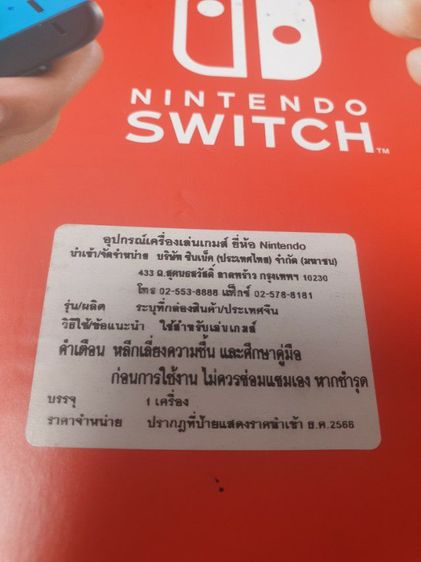 NINTENDO
SWITCH™
อุปกรณ์เครื่องเล่นเกมส์ ยี่ห้อ Nintendo
นำเข้า/จัดจำหน่าย บริษัท ซินเน็ค (ประเทศไทย) จำกัด (มหาชน)
433 ถ.สุคนธสวัสดิ์ ลาดพร้าว กรุงเทพฯ 10230
โทร 02-553-8888 แฟ็กซ์ 02-578-8181
รุ่น/ผลิต ระบุที่กล่องสินค้า/ประเทศจีน
วิธีใช้/ข้อแนะนำ ใช้สำหรับเล่นเกมส์
คำเตือน หลีกเลี่ยงความชื้น และศึกษาคู่มือ
ก่อนการใช้งาน ไม่ควรซ่อมแซมเอง หากชำรุด
บรรจุ 1 เครื่อง
ราคาจำหน่าย ปรากฏที่ป้ายแสดงราคานำเข้า ธ.ค.2566